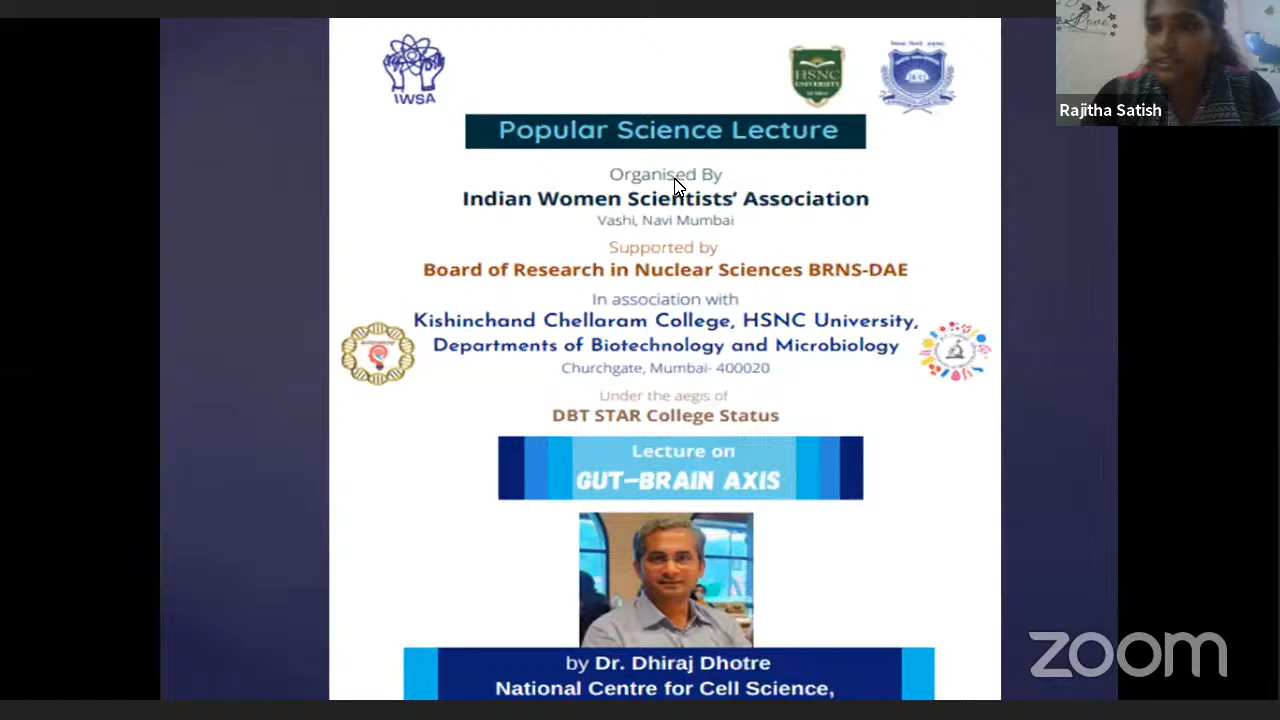 Love
Rajitha Satish
IWSA
HSNC
UNIVERSITY
Popular Science Lecture
Organised By
Indian Women Scientists’ Association
Vashi, Navi Mumbai
Supported by
Board of Research in Nuclear Sciences BRNS-DAE
In association with
Kishinchand Chellaram College, HSNC University,
Departments of Biotechnology and Microbiology
Churchgate, Mumbai- 400020
Under the aegis of
DBT STAR College Status
Lecture on
GUT-BRAIN AXIS
by Dr. Dhiraj Dhotre
National Centre for Cell Science,
zoom